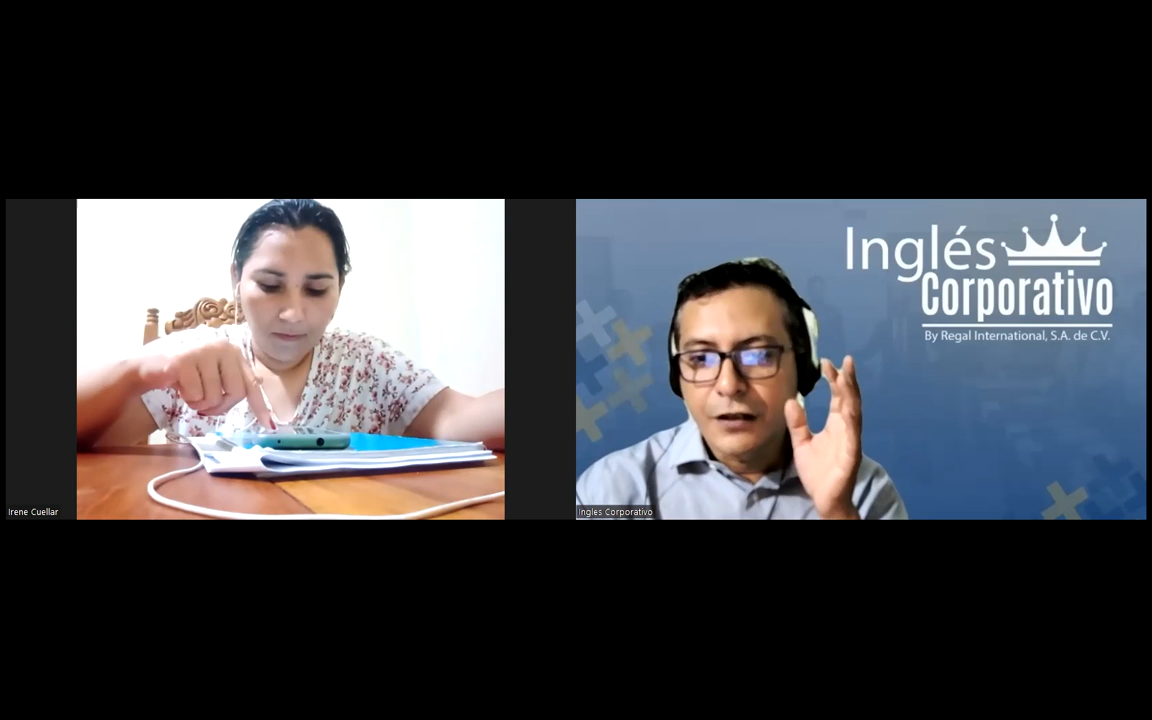 Inglés
Corporativo
By Regal International, S.A. de C.V.
Irene Cuellar
Ingles Corporativo